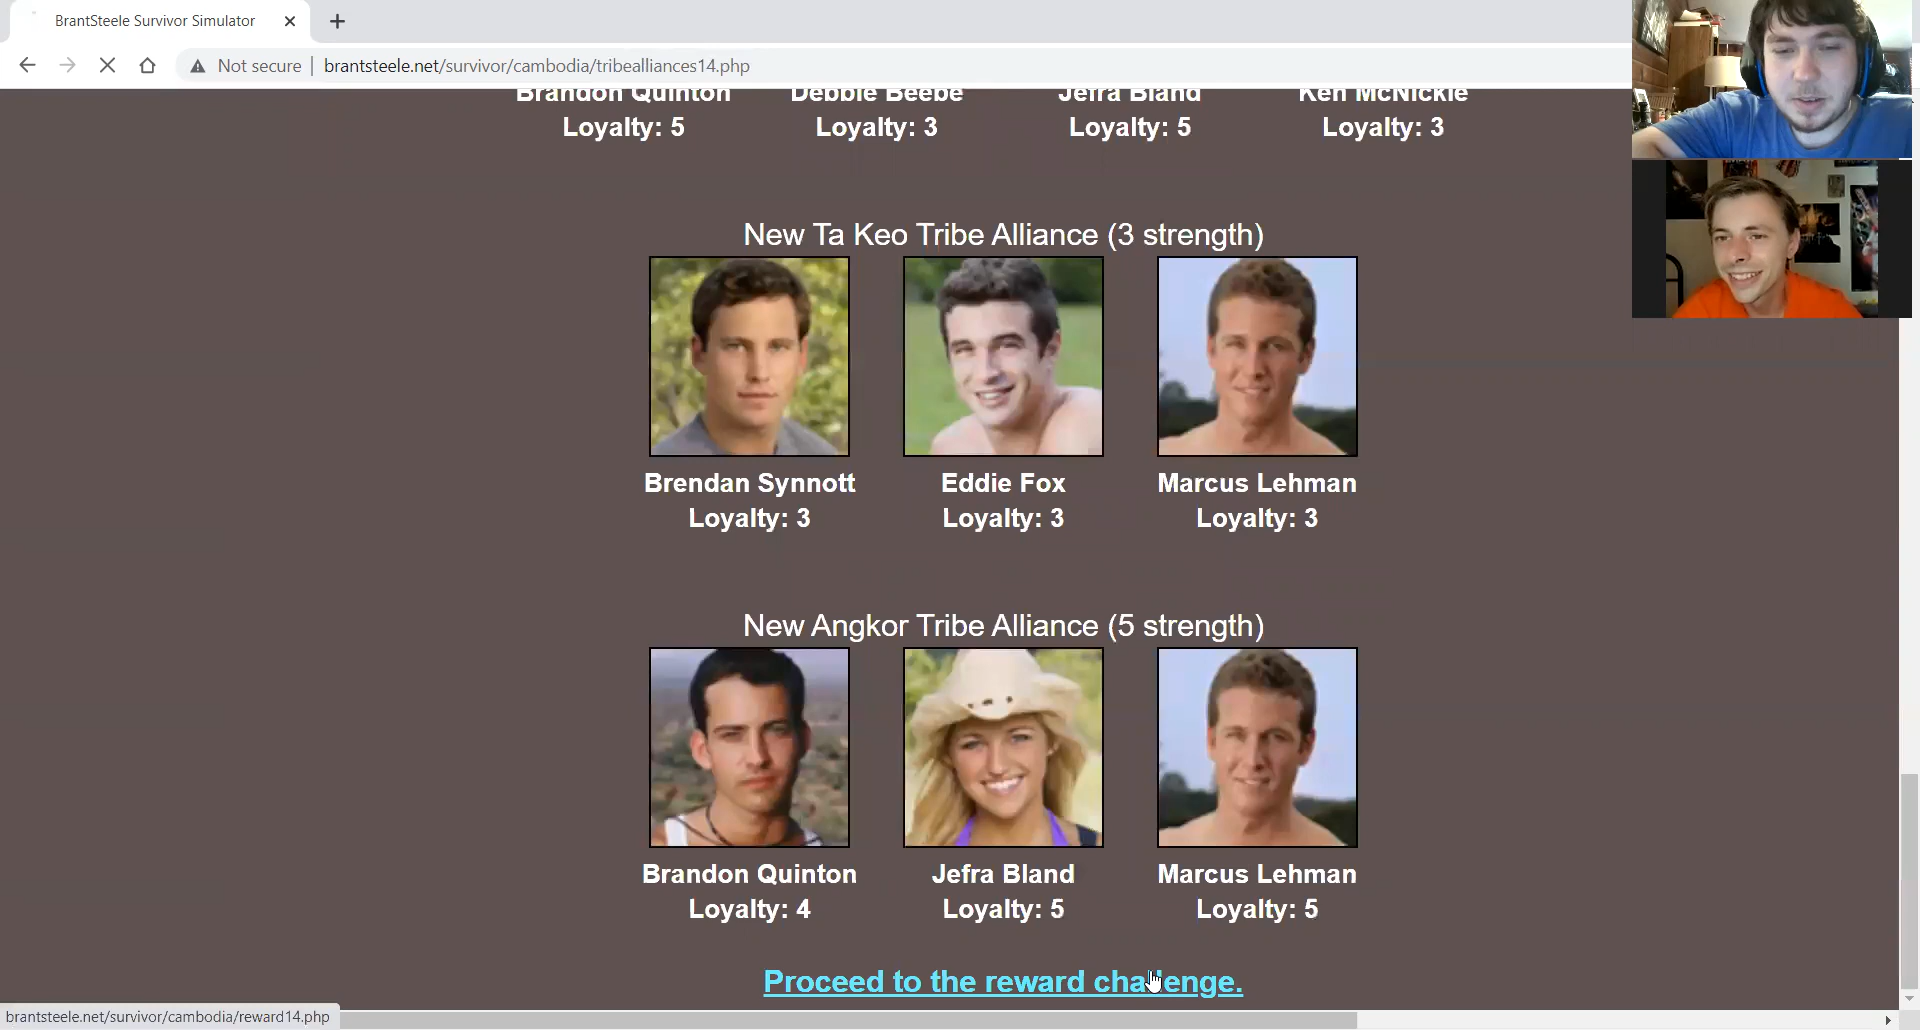 BrantSteele Survivor Simulator
Not secure | brantsteele.net/survivor/cambodia/tribealliances14.php
Brandon Quinton Debbie Beebe Jefra Bland Ken McNickle
Loyalty: 5 Loyalty: 3 Loyalty: 5 Loyalty: 3
New Ta Keo Tribe Alliance (3 strength)
Brendan Synnott Eddie Fox Marcus Lehman
Loyalty: 3 Loyalty: 3 Loyalty: 3
New Angkor Tribe Alliance (5 strength)
Brandon Quinton Jefra Bland Marcus Lehman
Loyalty: 4 Loyalty: 5 Loyalty: 5
Proceed to the reward challenge.
brantsteele.net/survivor/cambodia/reward14.php